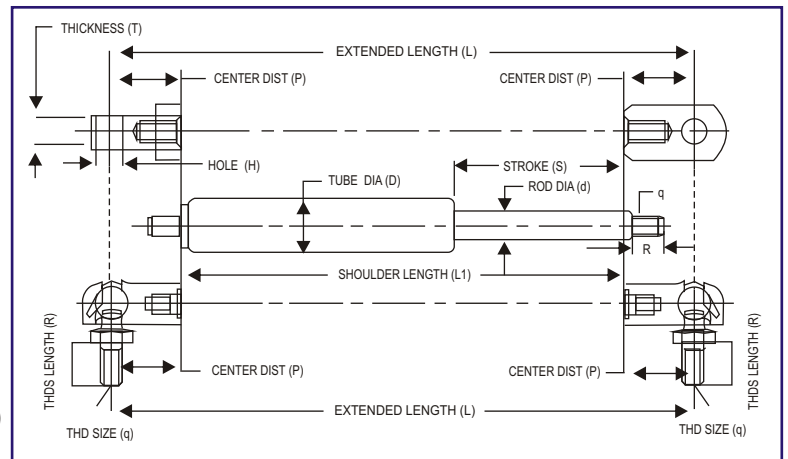 THICKNESS (T)
EXTENDED LENGTH (L)
CENTER DIST (P)
CENTER DIST (P)
HOLE (H)
STROKE (S)
TUBE DIA (D)
ROD DIA (d)
q
R
SHOULDER LENGTH (L1)
THDS LENGTH (R)
THDS LENGTH (R)
CENTER DIST (P)
CENTER DIST (P)
EXTENDED LENGTH (L)
THD SIZE (q)
THD SIZE (q)